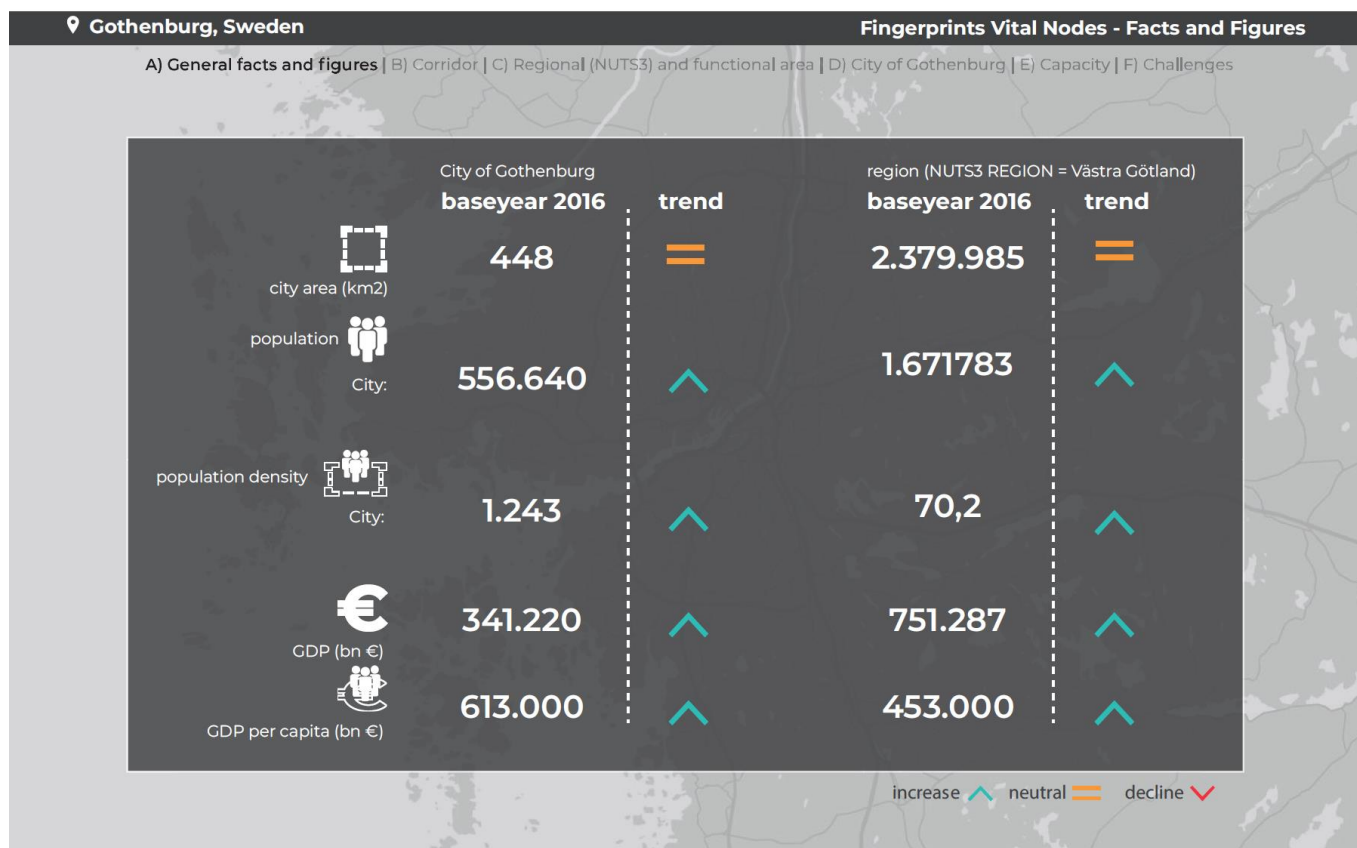 Gothenburg, Sweden
Fingerprints Vital Nodes - Facts and Figures
A) General facts and figures | B) Corridor | C) Regional (NUTS3) and functional area | D) City of Gothenburg | E) Capacity | F) Challenges
City of Gothenburg
region (NUTS3 REGION = Västra Götland)
baseyear 2016 trend baseyear 2016 trend
448 = 2.379.985 =
city area (km2)
population
City: 556.640 1.671783
population density
City: 1.243 70,2
€ 341.220 751.287
GDP (bn €)
613.000 453.000
GDP per capita (bn €)
increase neutral decline